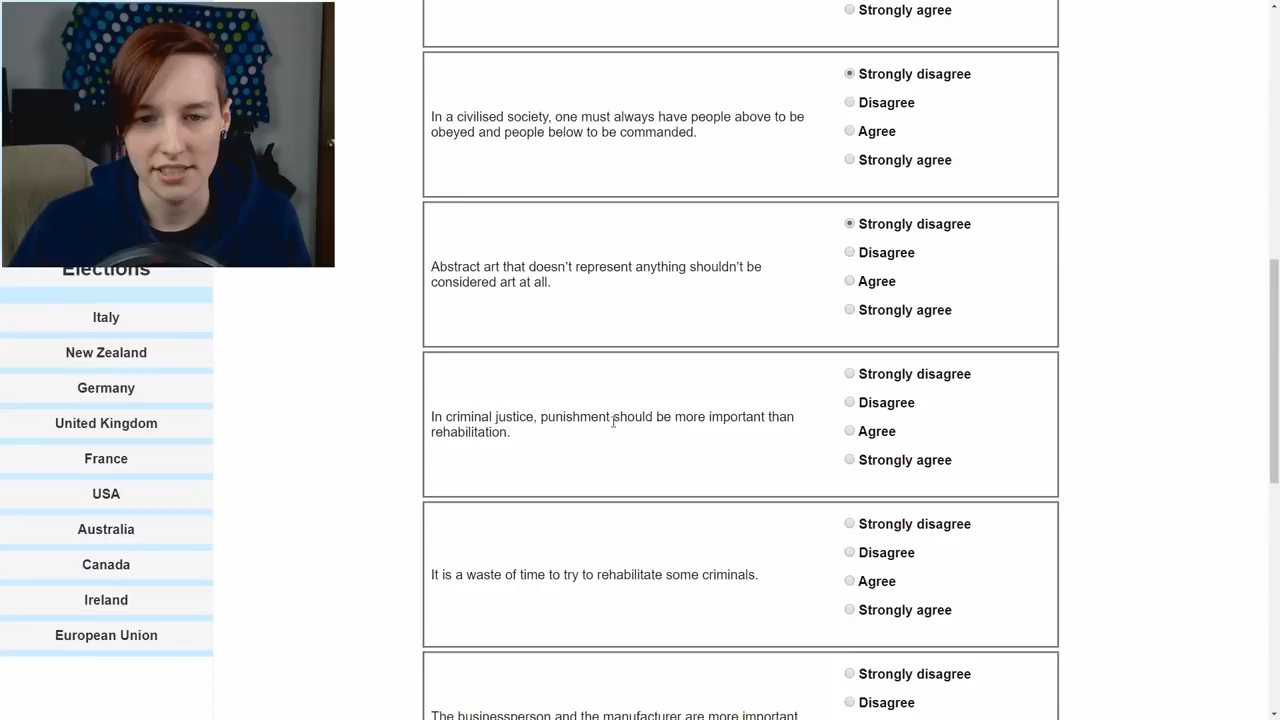 Strongly agree
In a civilised society, one must always have people above to be
obeyed and people below to be commanded.
Strongly disagree
Disagree
Agree
Strongly agree
Abstract art that doesn't represent anything shouldn't be
considered art at all.
Strongly disagree
Disagree
Agree
Strongly agree
In criminal justice, punishment should be more important than
rehabilitation.
Strongly disagree
Disagree
Agree
Strongly agree
It is a waste of time to try to rehabilitate some criminals.
Strongly disagree
Disagree
Agree
Strongly agree
The businessperson and the manufacturer are more important
Strongly disagree
Disagree
Elections
Italy
New Zealand
Germany
United Kingdom
France
USA
Australia
Canada
Ireland
European Union